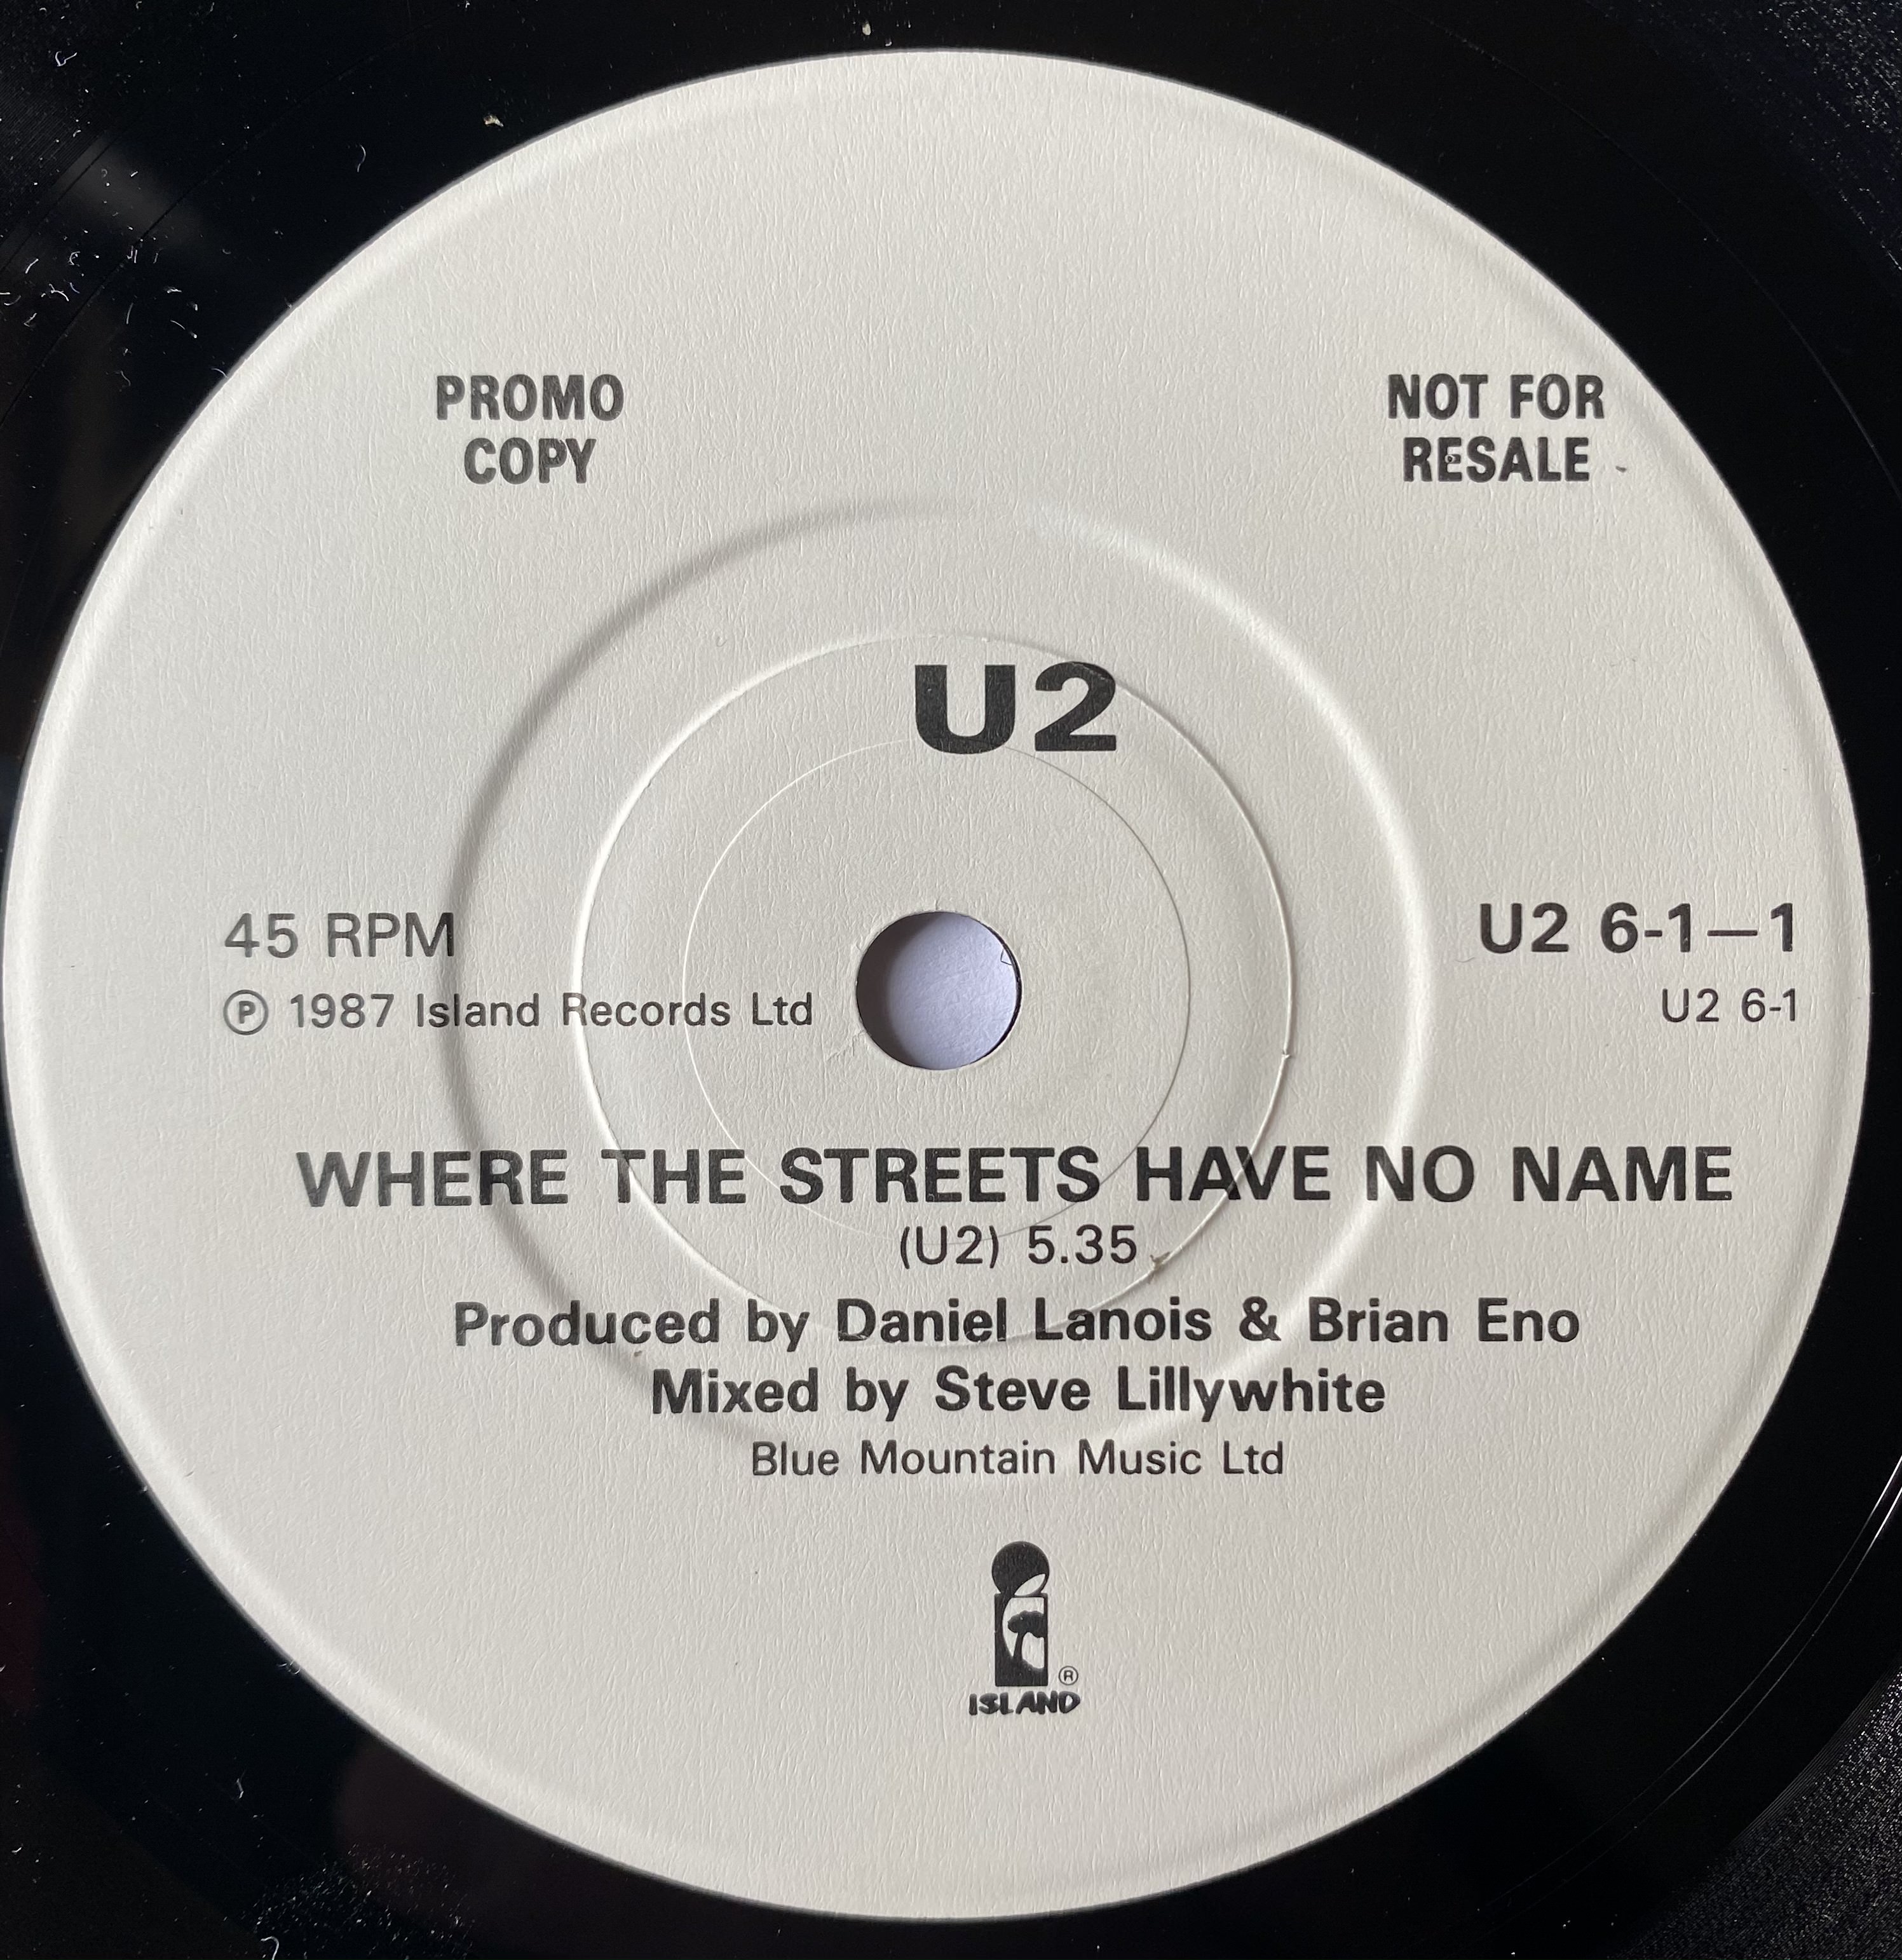 PROMO
COPY
NOT FOR
RESALE
U2
45 RPM
Ⓟ 1987 Island Records Ltd
U2 6-1—1
U2 6-1
WHERE THE STREETS HAVE NO NAME
(U2) 5.35
Produced by Daniel Lanois & Brian Eno
Mixed by Steve Lillywhite
Blue Mountain Music Ltd
®
ISLAND